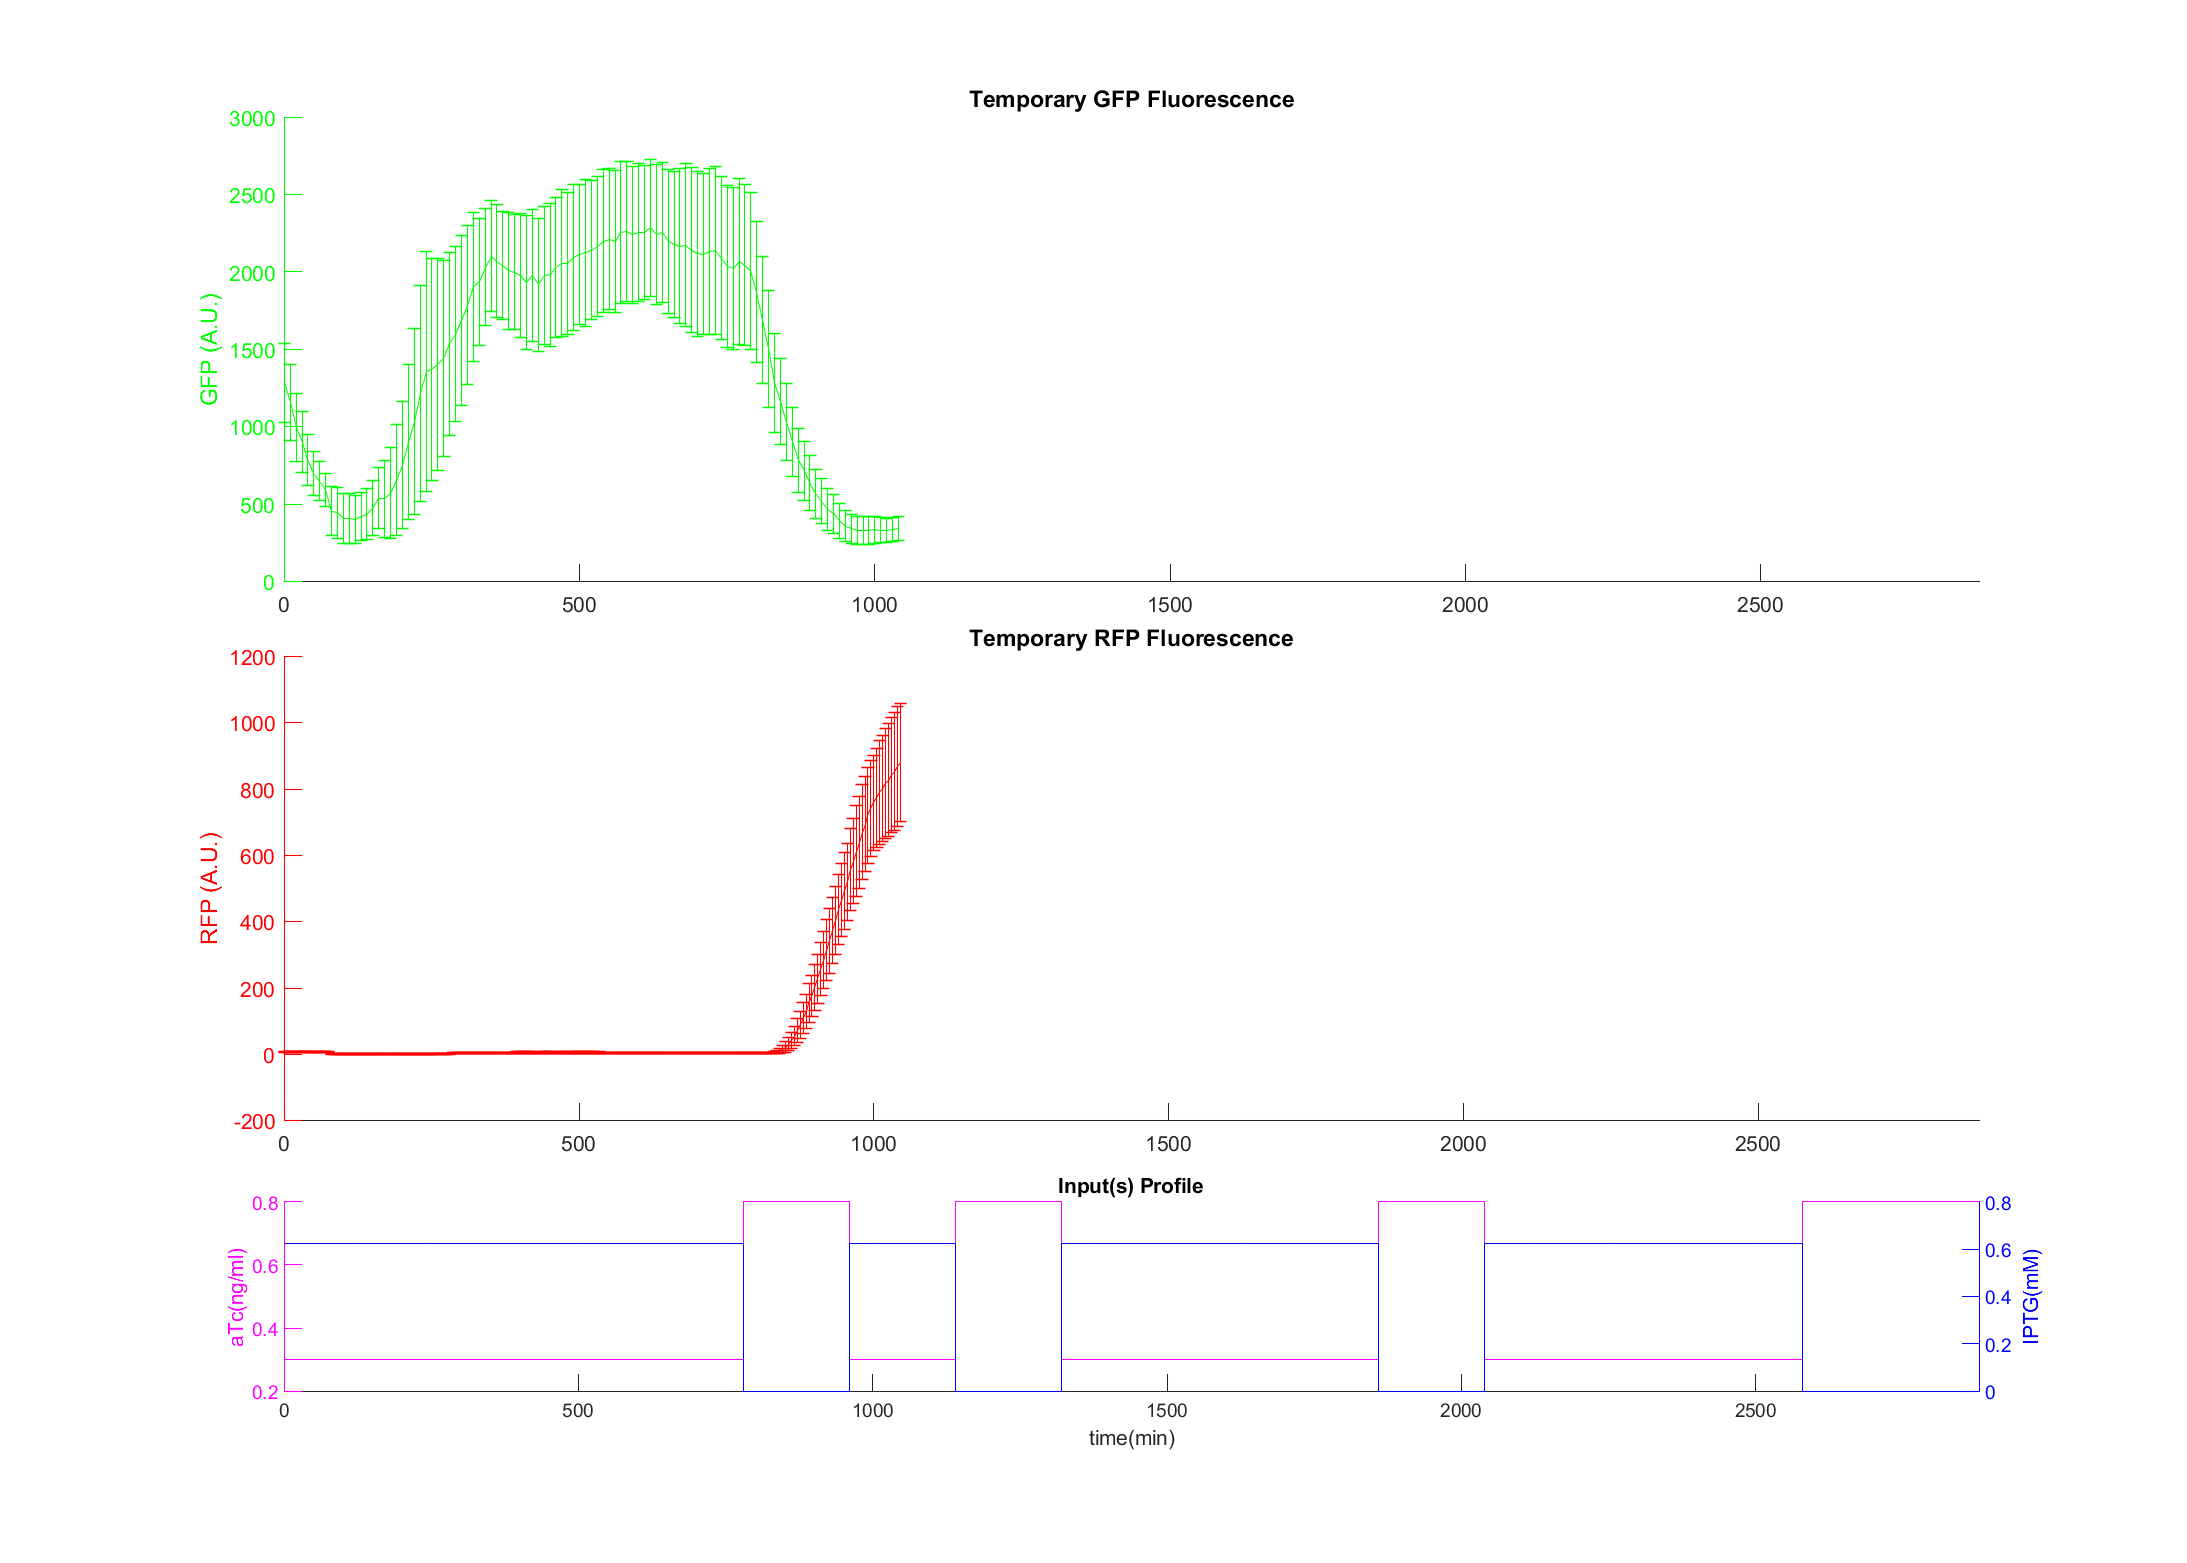 Temporary GFP Fluorescence
3000
2500
2000
1500
1000
500
0
GFP (A.U.)
0 500 1000 1500 2000 2500
Temporary RFP Fluorescence
1200
1000
800
600
400
200
0
-200
RFP (A.U.)
0 500 1000 1500 2000 2500
Input(s) Profile
0.8
0.6
0.4
0.2
aTc(ng/ml)
0.8
0.6
0.4
0.2
0
IPTG(mM)
0 500 1000 1500 2000 2500
time(min)